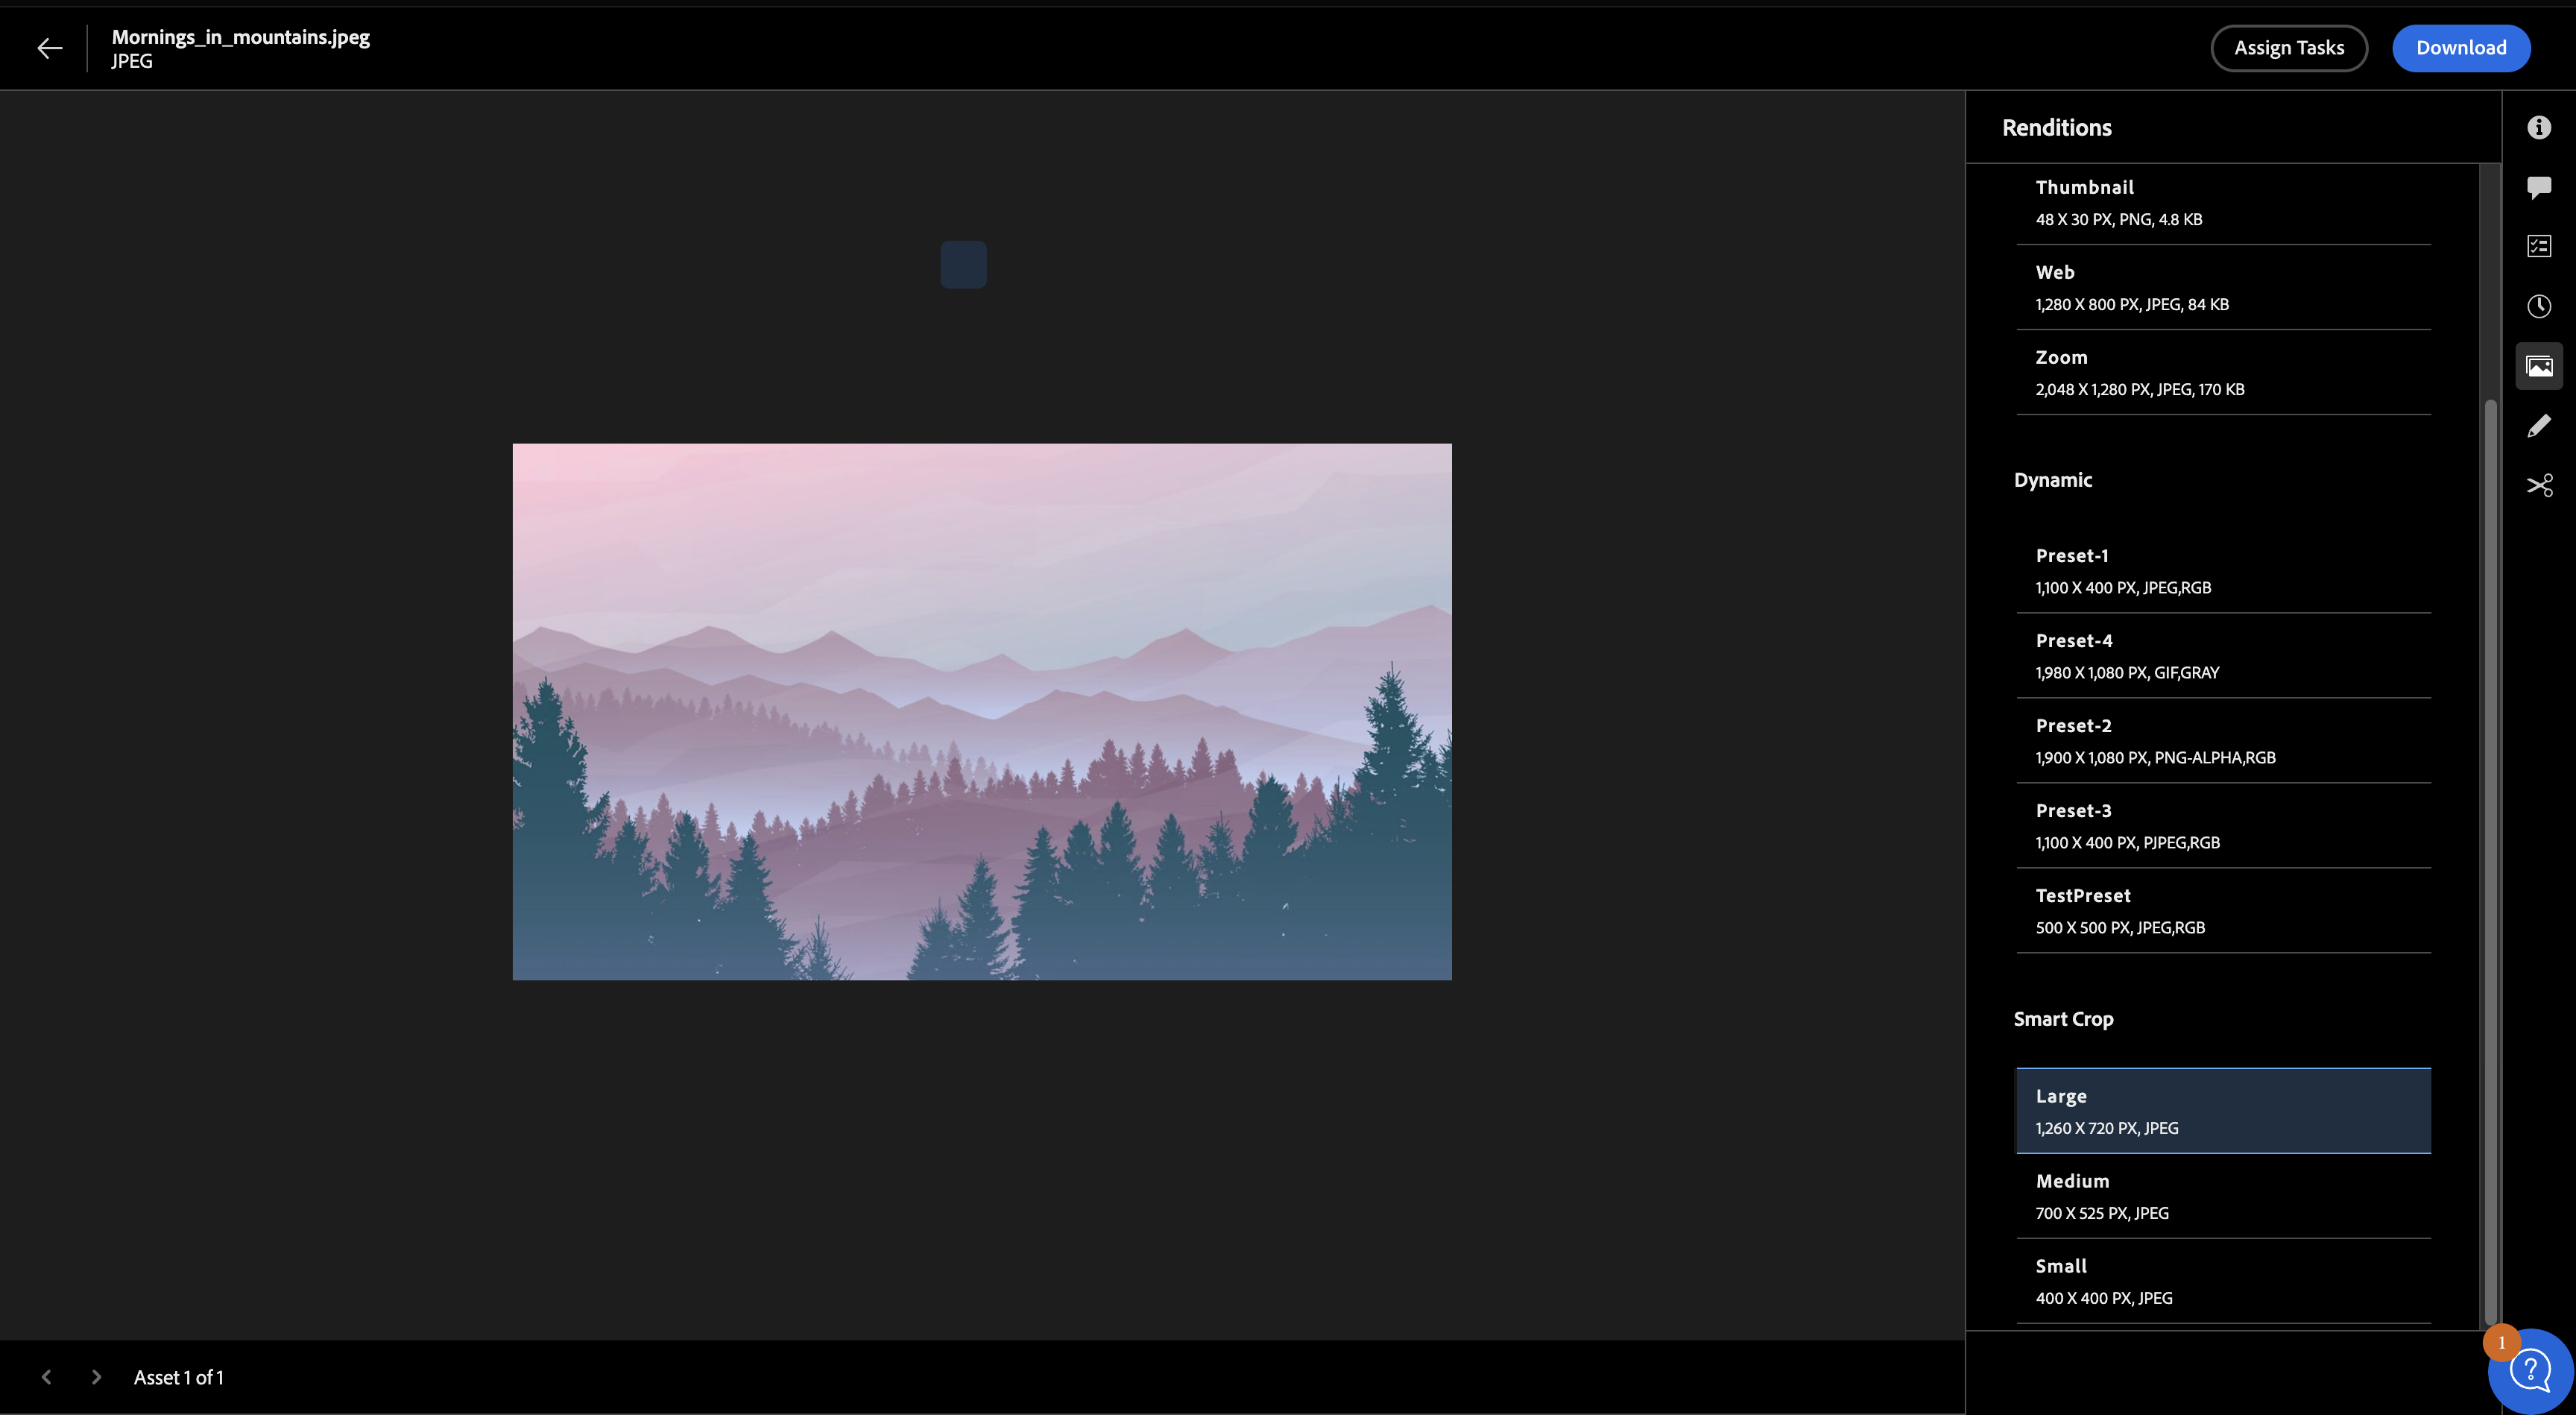 Mornings_in_mountains.jpeg
JPEG
Assign Tasks
Download
Renditions
Thumbnail
48 X 30 PX, PNG, 4.8 KB
Web
1,280 X 800 PX, JPEG, 84 KB
Zoom
2,048 X 1,280 PX, JPEG, 170 KB
Dynamic
Preset-1
1,100 X 400 PX, JPEG,RGB
Preset-4
1,980 X 1,080 PX, GIF,GRAY
Preset-2
1,900 X 1,080 PX, PNG-ALPHA,RGB
Preset-3
1,100 X 400 PX, PJPEG,RGB
TestPreset
500 X 500 PX, JPEG,RGB
Smart Crop
Large
1,260 X 720 PX, JPEG
Medium
700 X 525 PX, JPEG
Small
400 X 400 PX, JPEG
1
?
Asset 1 of 1